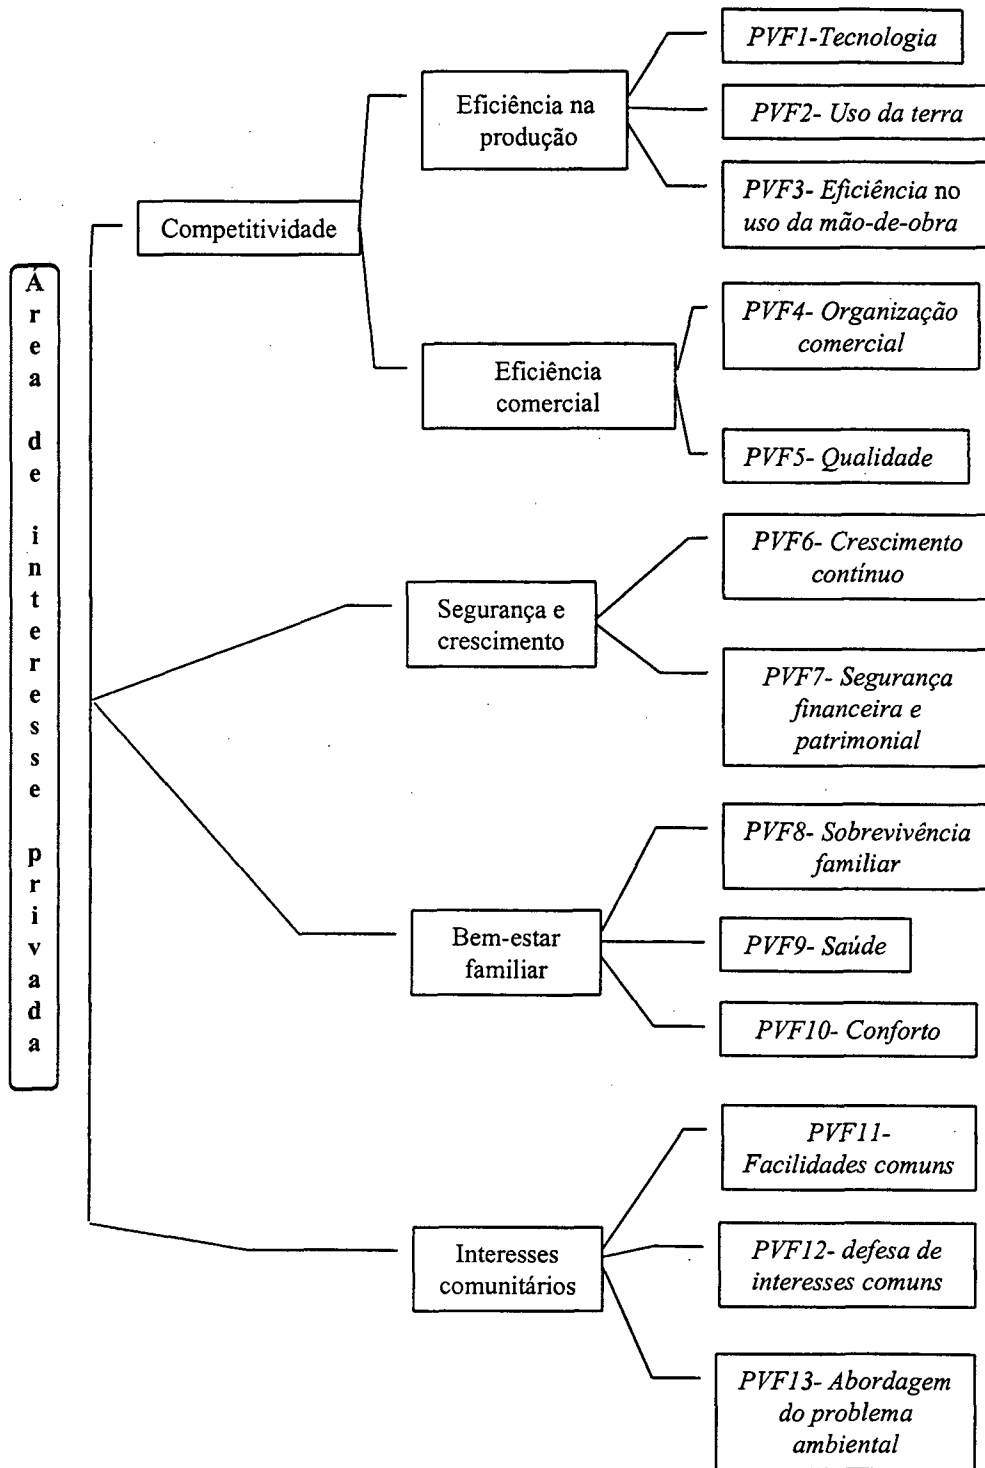 Área de interesse privada
Competitividade
Eficiência na
produção
PVF1-Tecnologia
PVF2- Uso da terra
PVF3- Eficiência no
uso da mão-de-obra
Eficiência
comercial
PVF4- Organização
comercial
PVF5- Qualidade
Segurança e
crescimento
PVF6- Crescimento
contínuo
PVF7- Segurança
financeira e
patrimonial
Bem-estar
familiar
PVF8- Sobrevivência
familiar
PVF9- Saúde
PVF10- Conforto
Interesses
comunitários
PVF11-
Facilidades comuns
PVF12- defesa de
interesses comuns
PVF13- Abordagem
do problema
ambiental